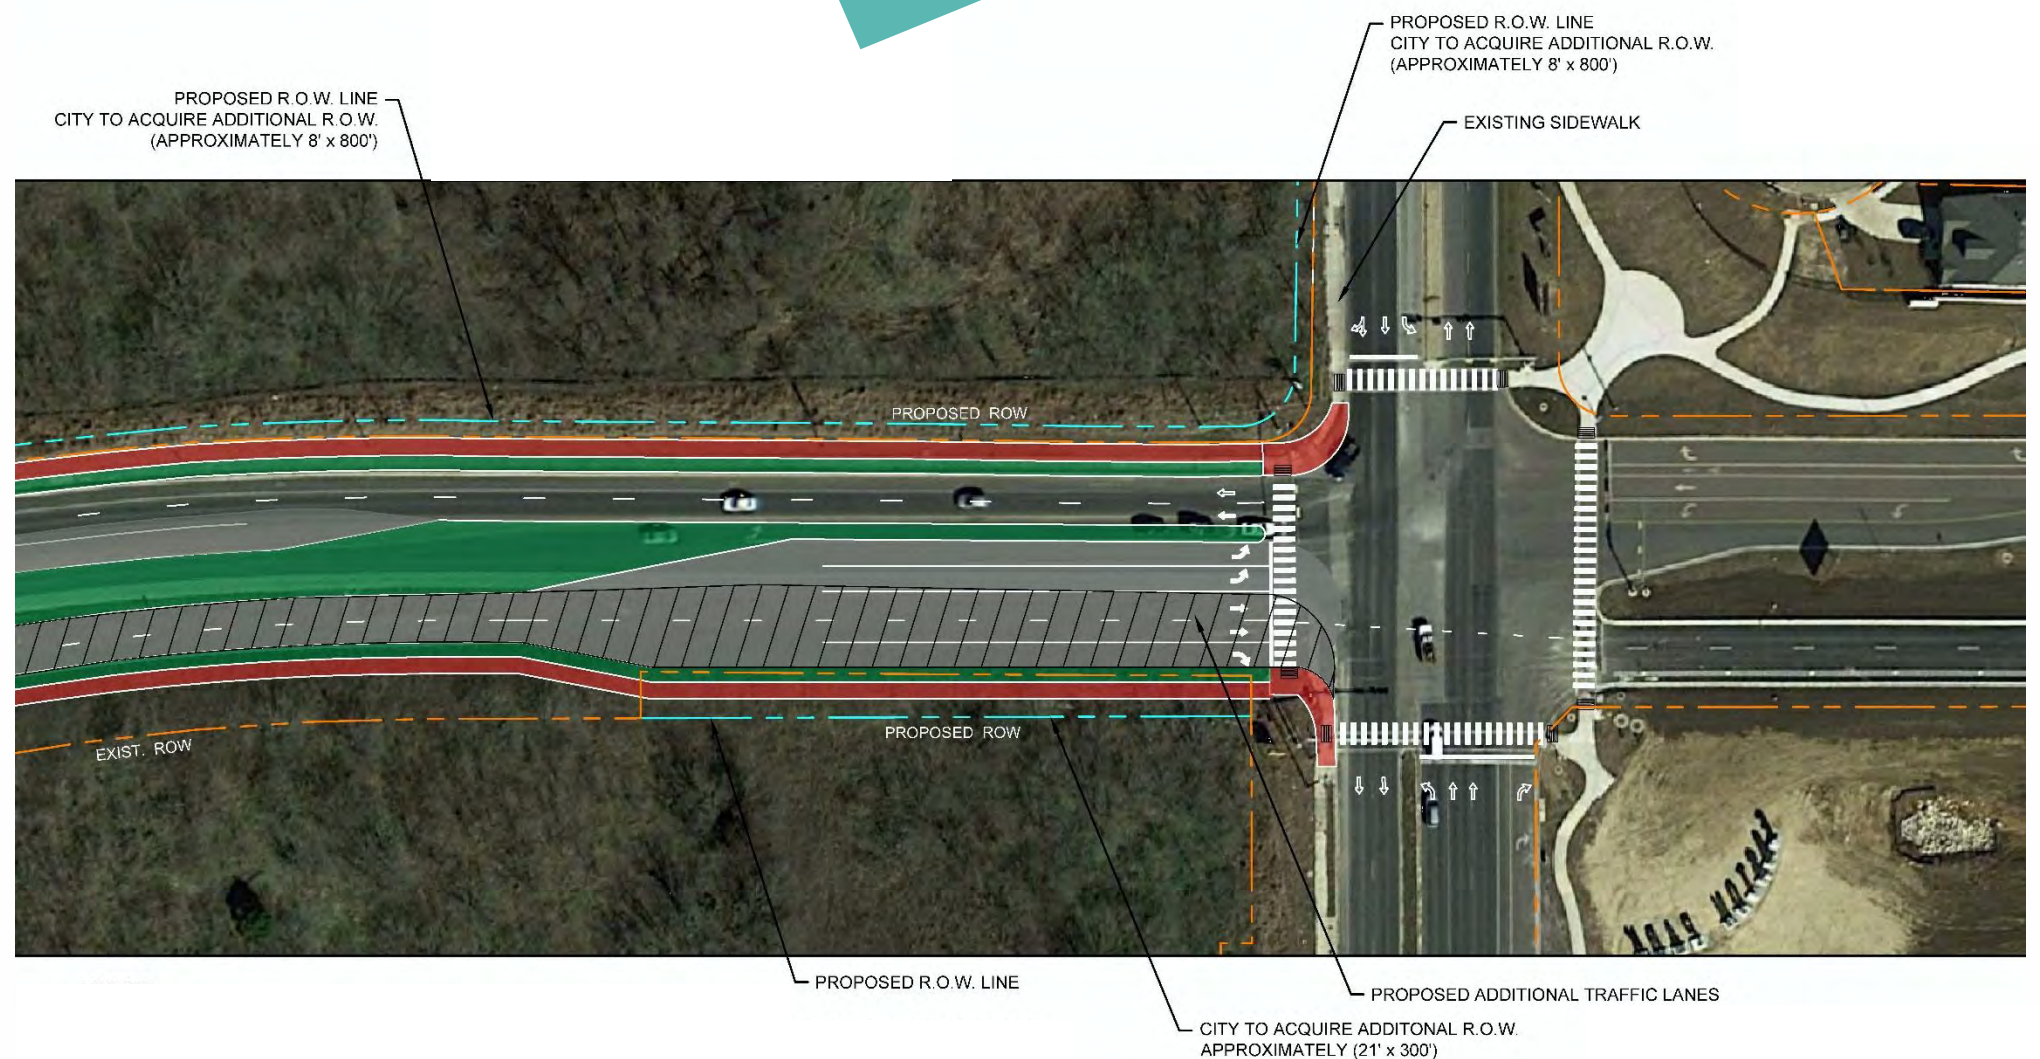 PROPOSED R.O.W. LINE
CITY TO ACQUIRE ADDITIONAL R.O.W.
(APPROXIMATELY 8' x 800')
PROPOSED R.O.W. LINE
CITY TO ACQUIRE ADDITIONAL R.O.W.
(APPROXIMATELY 8' x 800')
EXISTING SIDEWALK
PROPOSED ROW
PROPOSED ROW
EXIST. ROW
PROPOSED R.O.W. LINE
PROPOSED ADDITIONAL TRAFFIC LANES
CITY TO ACQUIRE ADDITONAL R.O.W.
APPROXIMATELY (21' x 300')